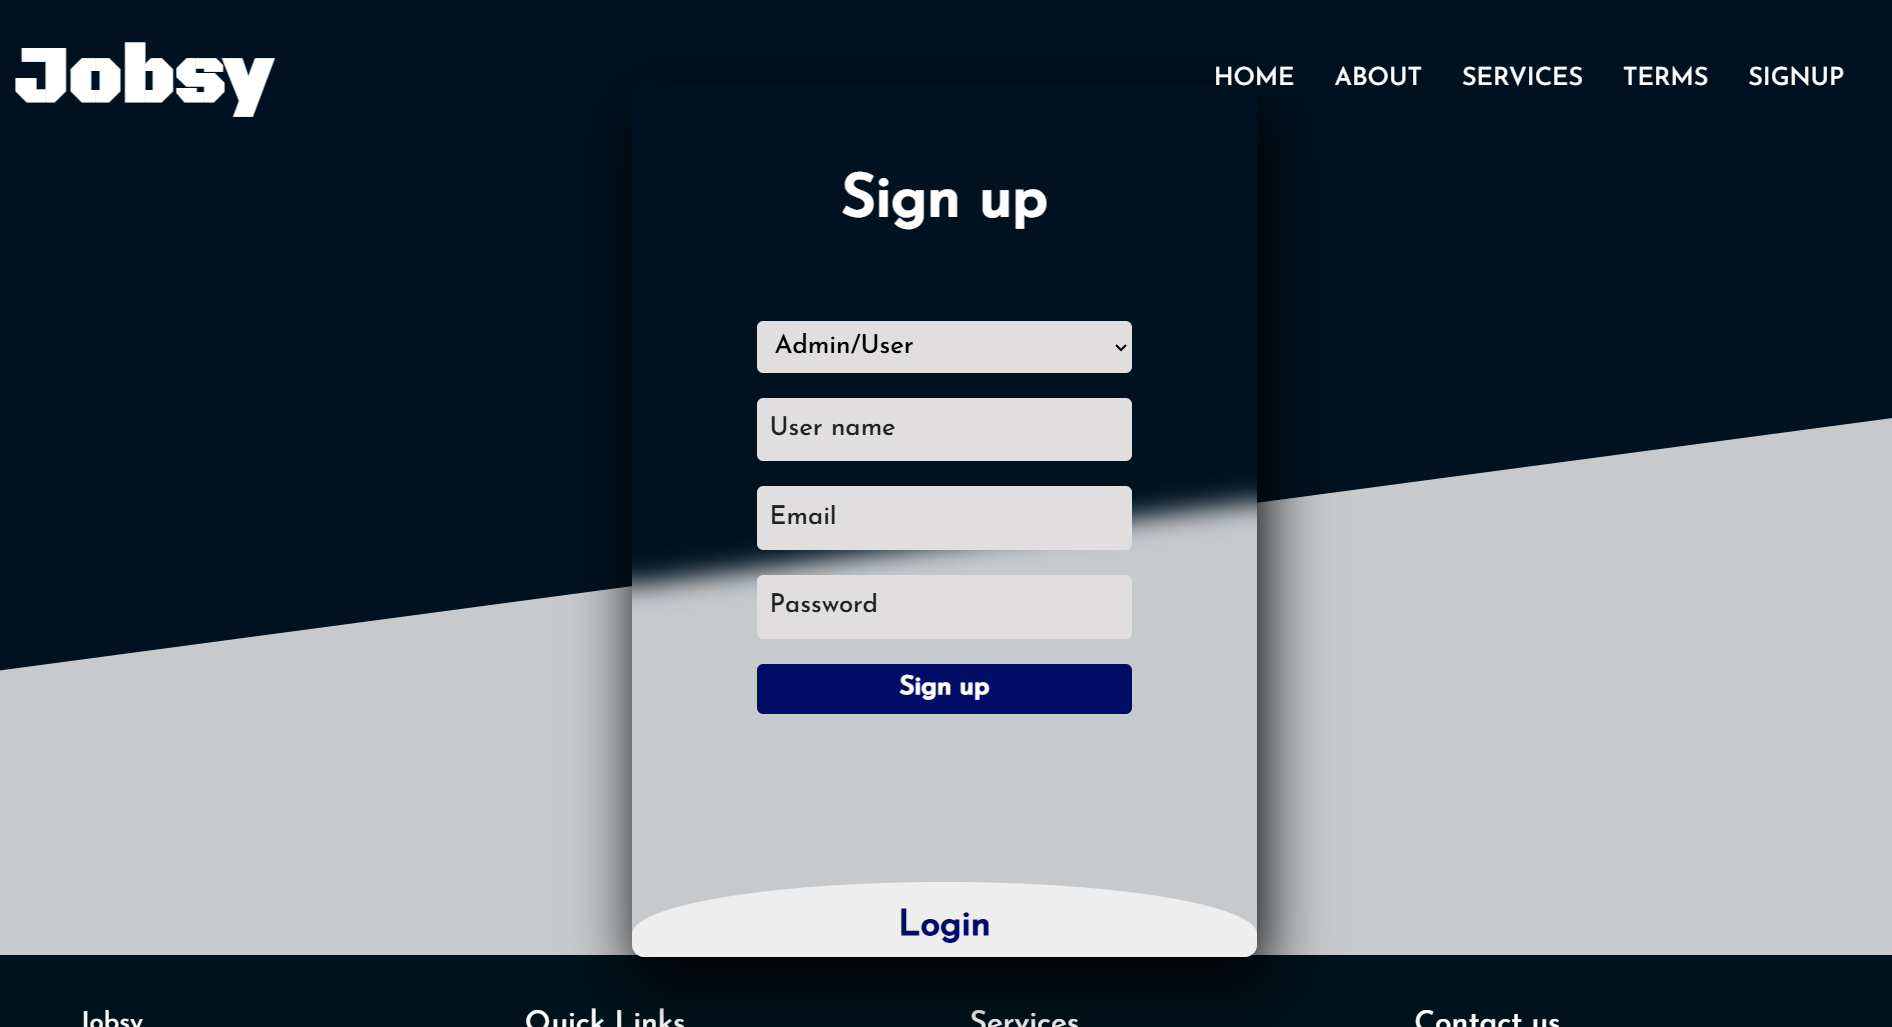 Jobsy
HOME ABOUT SERVICES TERMS SIGNUP
Sign up
Admin/User
User name
Email
Password
Sign up
Login
Jobsy Quick Links Services Contact us